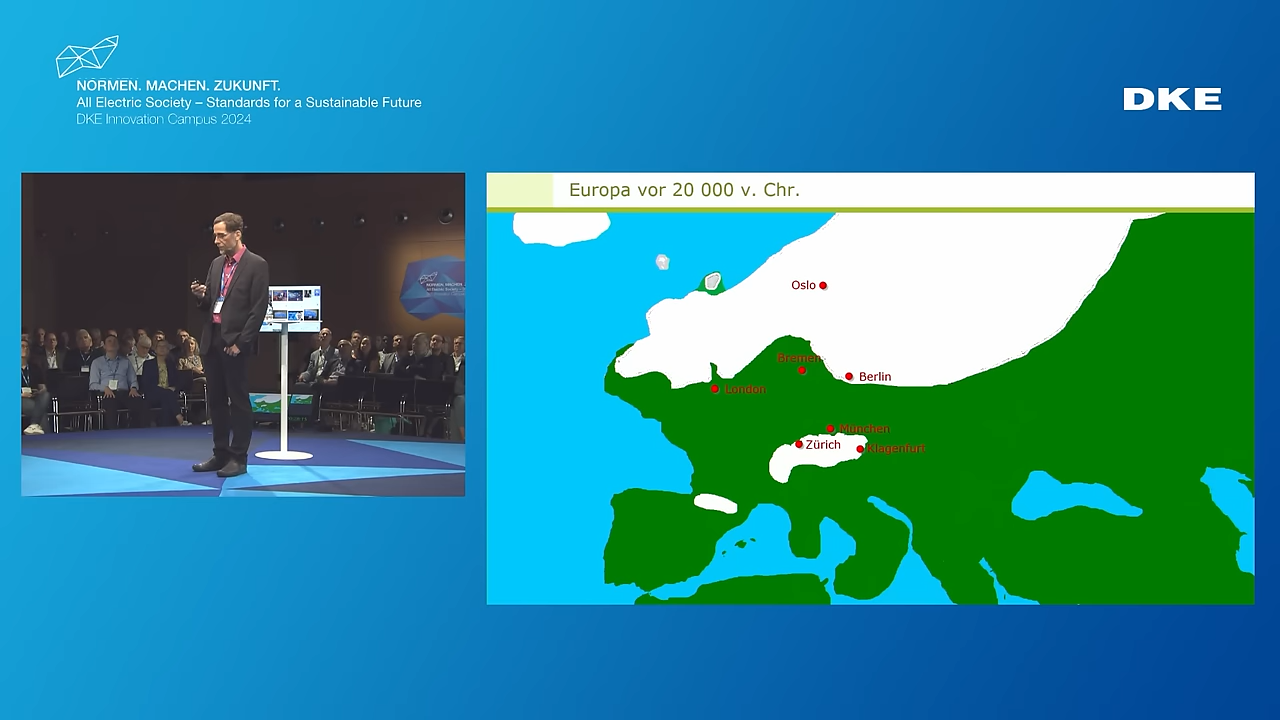 NORMEN. MACHEN. ZUKUNFT.
All Electric Society – Standards for a Sustainable Future
DKE Innovation Campus 2024
DKE
Europa vor 20 000 v. Chr.
Oslo
Bremen
Berlin
London
München
Zürich
Klagenfurt